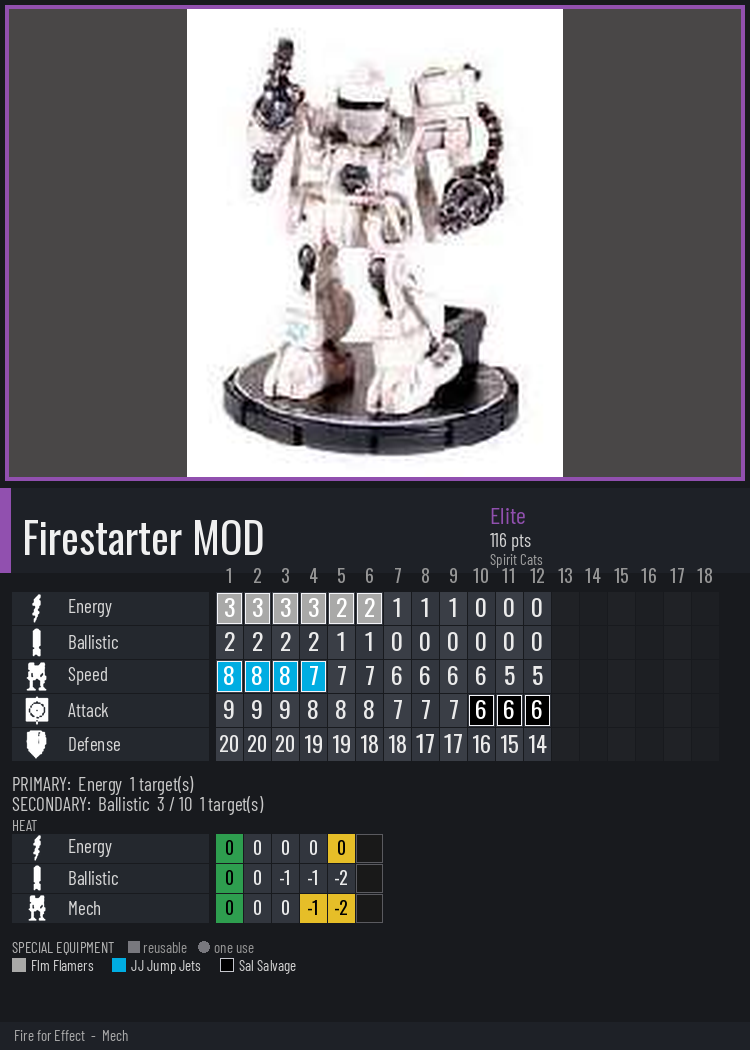 Firestarter MOD
Elite
116 pts
Spirit Cats
1 2 3 4 5 6 7 8 9 10 11 12 13 14 15 16 17 18
Energy 3 3 3 3 2 2 1 1 1 0 0 0
Ballistic 2 2 2 2 1 1 0 0 0 0 0 0
Speed 8 8 8 7 7 7 6 6 6 6 5 5
Attack 9 9 9 8 8 8 7 7 7 6 6 6
Defense 20 20 20 19 19 18 18 17 17 16 15 14
PRIMARY: Energy 1 target(s)
SECONDARY: Ballistic 3 / 10 1 target(s)
HEAT
Energy 0 0 0 0 0
Ballistic 0 0 -1 -1 -2
Mech 0 0 0 -1 -2
SPECIAL EQUIPMENT reusable one use
Flm Flamers JJ Jump Jets Sal Salvage
Fire for Effect - Mech